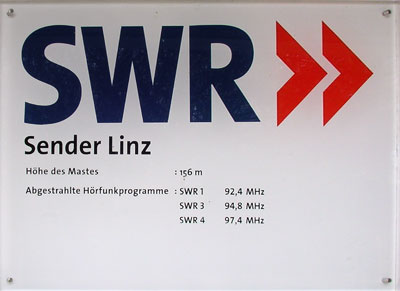 SWR
Sender Linz
Höhe des Mastes : 156 m
Abgestrahlte Hörfunkprogramme : SWR 1 92,4 MHz
SWR 3 94,8 MHz
SWR 4 97,4 MHz